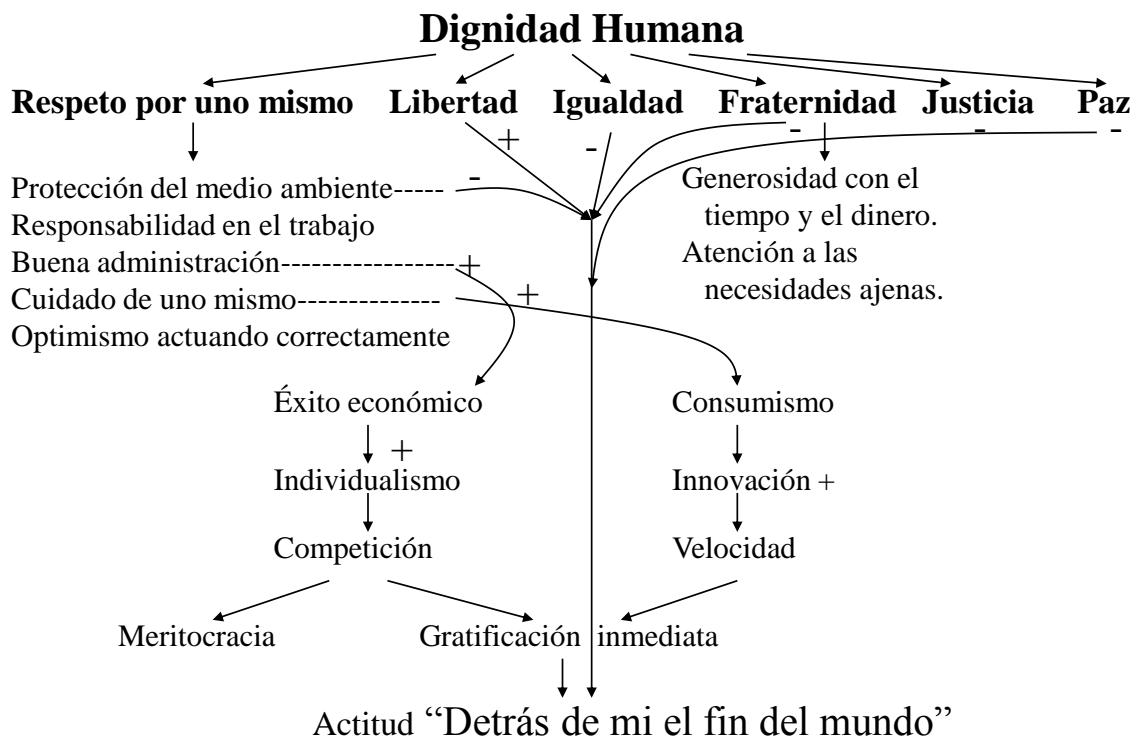 Dignidad Humana
Respeto por uno mismo Libertad Igualdad Fraternidad Justicia Paz
+ - - - -
Protección del medio ambiente----- -
Responsabilidad en el trabajo
Buena administración----------------- +
Cuidado de uno mismo-------------- +
Optimismo actuando correctamente
Generosidad con el
tiempo y el dinero.
Atención a las
necesidades ajenas.
Éxito económico Consumismo
+
Individualismo Innovación +
Competición Velocidad
Meritocracia Gratificación inmediata
Actitud “Detrás de mi el fin del mundo”